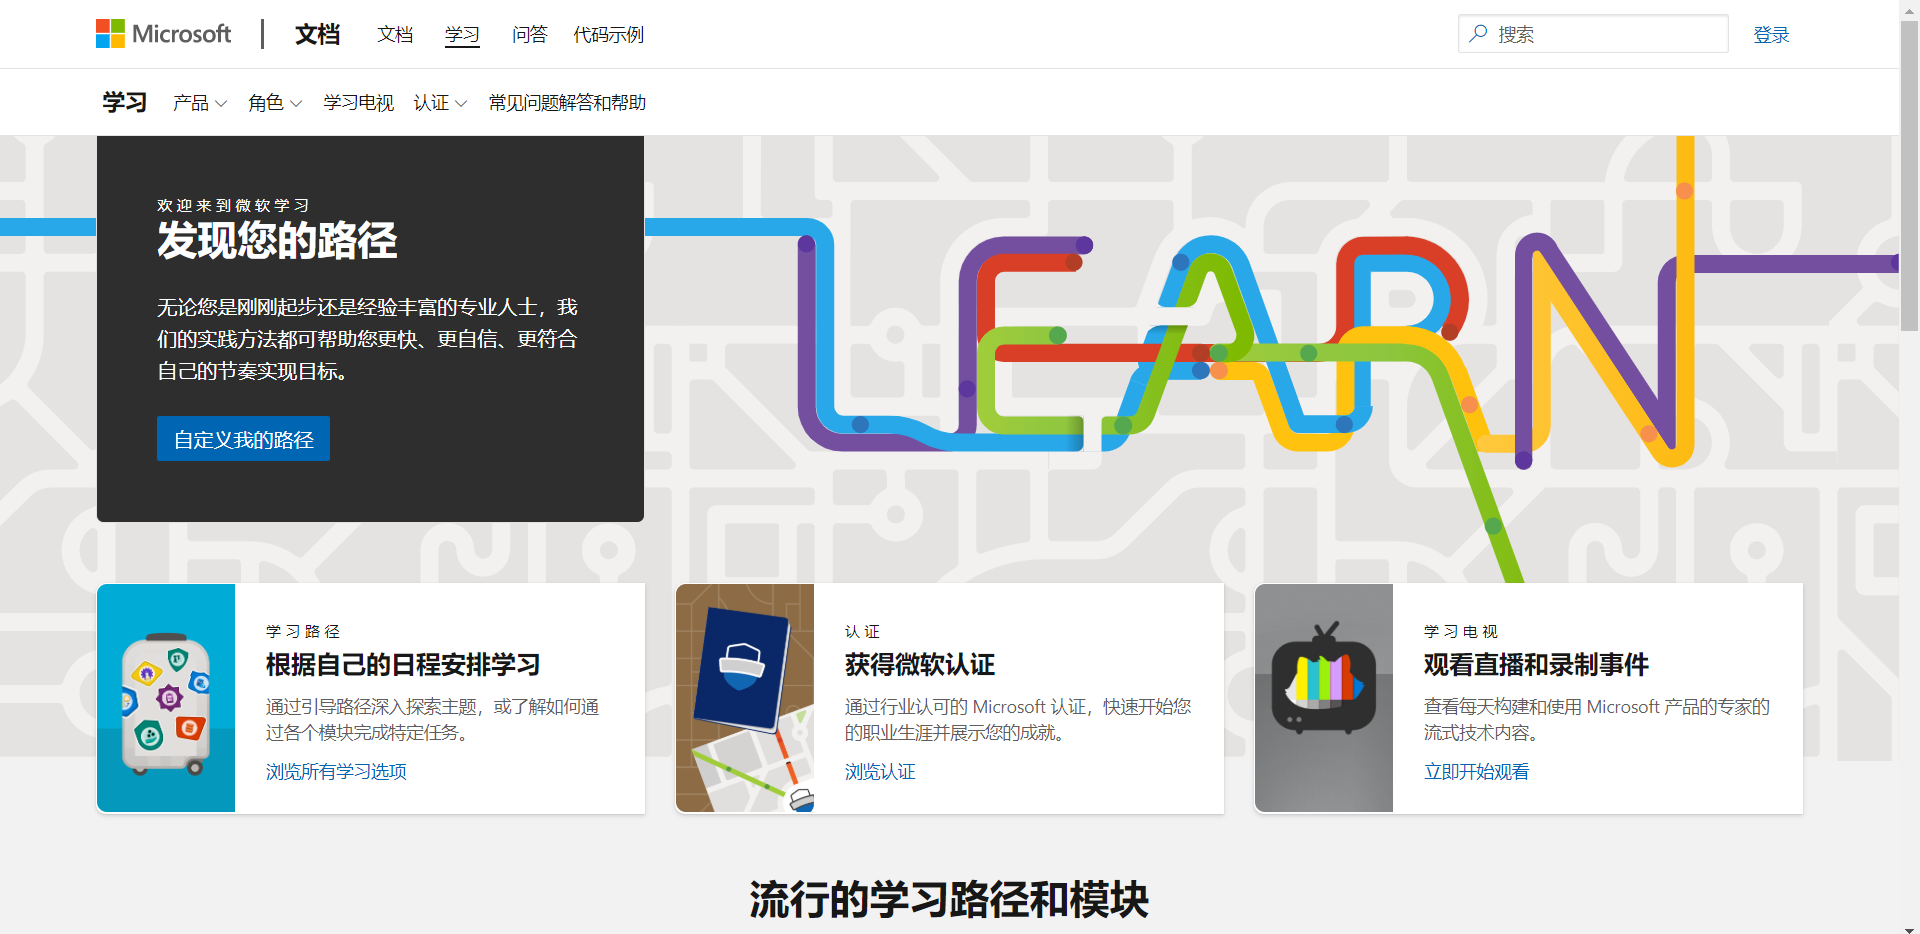 Microsoft 文档 文档 学习 问答 代码示例 搜索 登录
学习 产品 角色 学习电视 认证 常见问题解答和帮助
欢迎来到微软学习
发现您的路径
无论您是刚刚起步还是经验丰富的专业人士，我
们的实践方法都可帮助您更快、更自信、更符合
自己的节奏实现目标。
自定义我的路径
LEARN
学习路径
根据自己的日程安排学习
通过引导路径深入探索主题，或了解如何通
过各个模块完成特定任务。
浏览所有学习选项
认证
获得微软认证
通过行业认可的 Microsoft 认证，快速开始您
的职业生涯并展示您的成就。
浏览认证
学习电视
观看直播和录制事件
查看每天构建和使用 Microsoft 产品的专家的
流式技术内容。
立即开始观看
流行的学习路径和模块